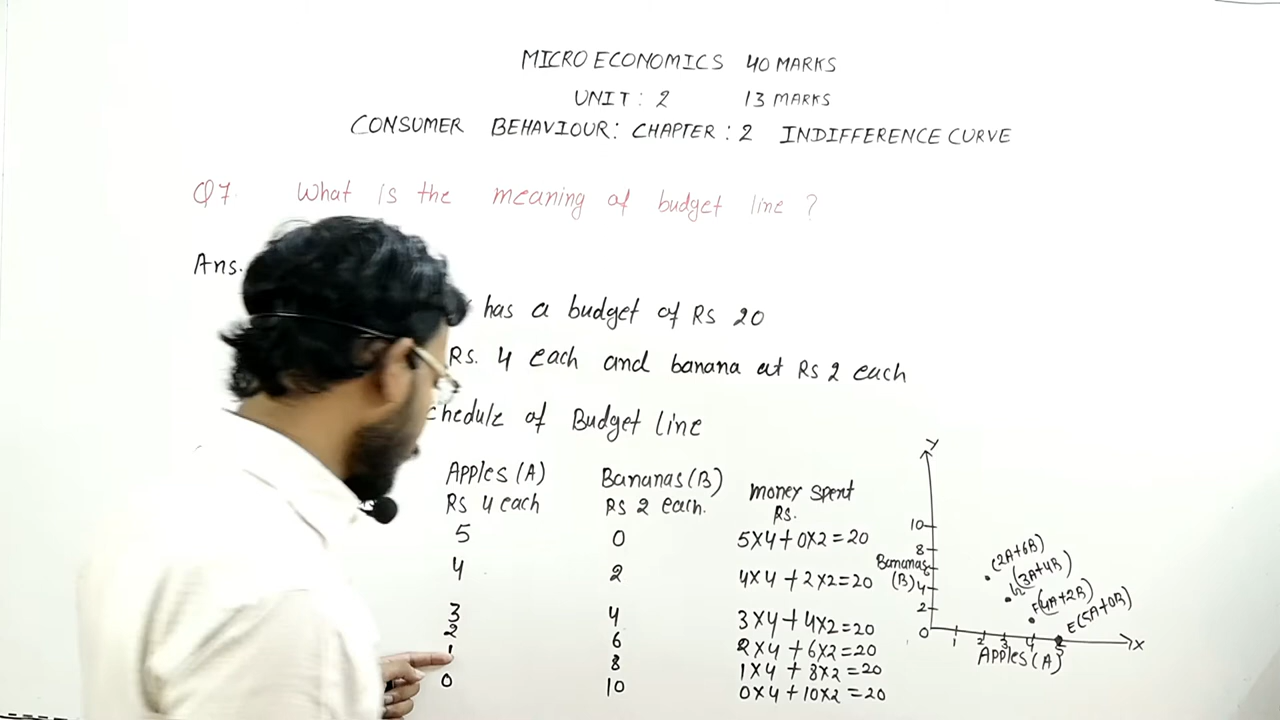 MICRO ECONOMICS 40 MARKS
UNIT : 2 13 MARKS
CONSUMER BEHAVIOUR: CHAPTER : 2 INDIFFERENCE CURVE
Q7. What is the meaning of budget line ?
Ans.
has a budget of Rs 20
Rs. 4 each and banana at Rs 2 each
chedule of Budget line
Apples (A) Bananas (B) money spent
Rs 4 each Rs 2 each. Rs.
5 0 5X4+0X2=20
4 2 4X4+2X2=20
3 4 3X4+4X2=20
2 6 2X4+6X2=20
1 8 1X4+8X2=20
0 10 0X4+10X2=20
Y
10
8
6
4
2
0 1 2 3 4 5 X
Bananas
(B)
Apples (A)
(2A+6B)
(3A+4B)
F(4A+2B)
E(5A+0B)